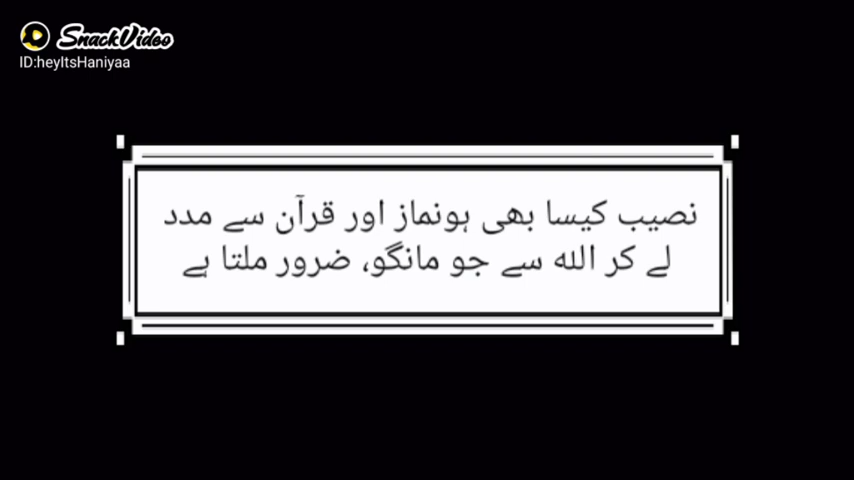 SnackVideo
ID:heyItsHaniyaa
نصیب کیسا بھی ہونماز اور قرآن سے مدد
لے کر اللہ سے جو مانگو، ضرور ملتا ہے